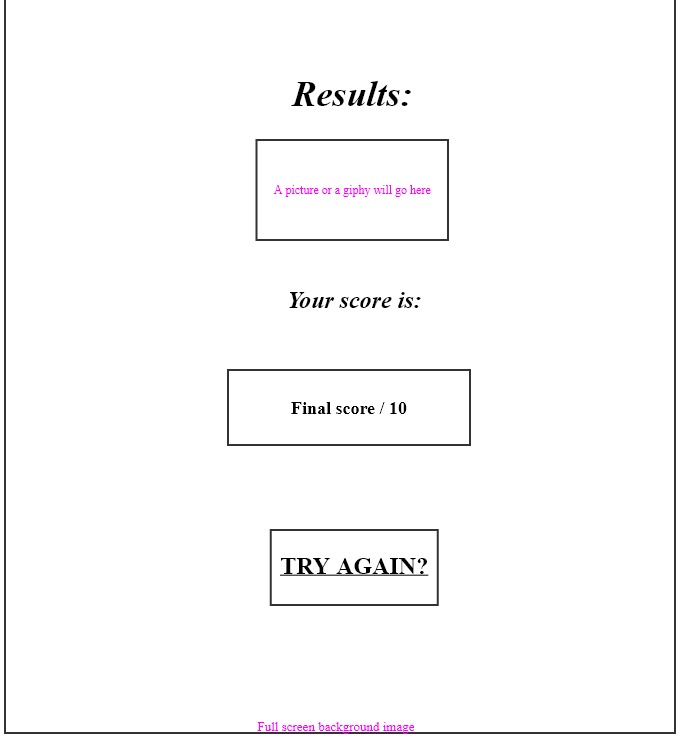 Results:
A picture or a giphy will go here
Your score is:
Final score / 10
TRY AGAIN?
Full screen background image